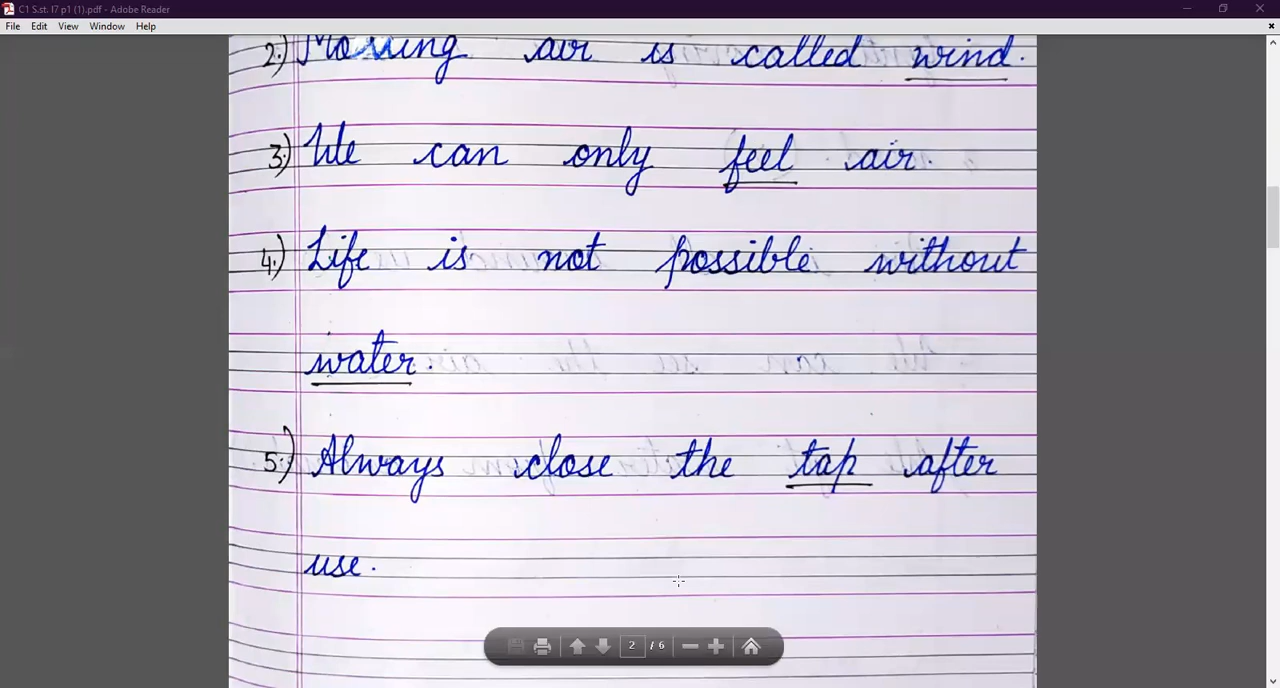 C1 S.st. f7 p1 (1).pdf - Adobe Reader
File Edit View Window Help
2.) Moving air is called wind.
3.) We can only feel air.
4.) Life is not possible without
water.
5.) Always close the tap after
use.
2 / 6